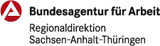 Bundesagentur für Arbeit
Regionaldirektion
Sachsen-Anhalt-Thüringen